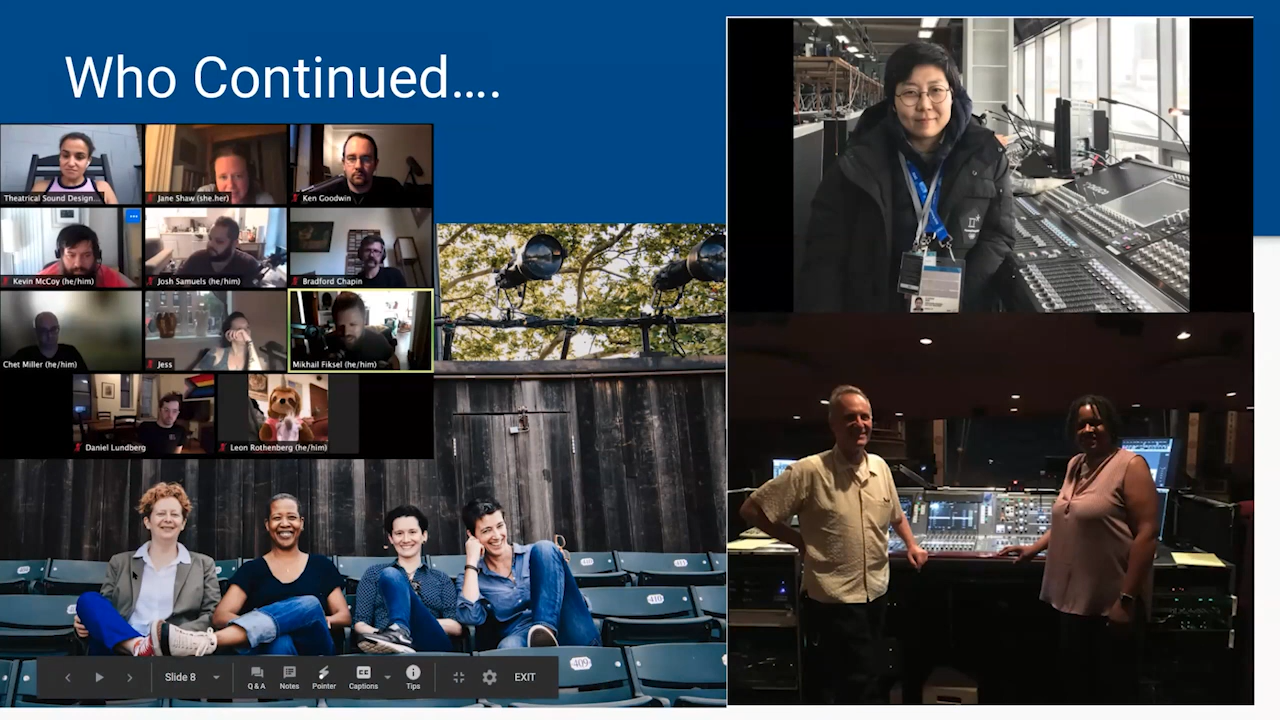 Who Continued….
Theatrical Sound Design...
Jane Shaw (she.her)
Ken Goodwin
Kevin McCoy (he/him)
Josh Samuels (he/him)
Bradford Chapin
Chet Miller (he/him)
Jess
Mikhail Fiksel (he/him)
Daniel Lundberg
Leon Rothenberg (he/him)
410
409
Slide 8
Q & A
Notes
Pointer
Captions
Tips
EXIT